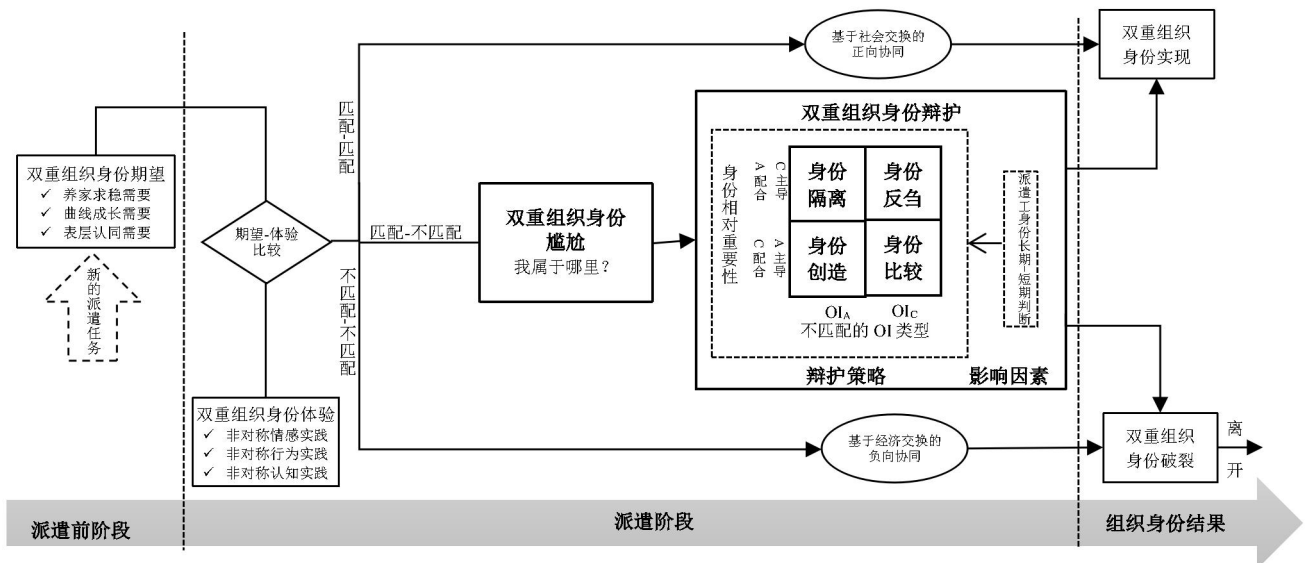 双重组织身份期望
✓ 养家求稳需要
✓ 曲线成长需要
✓ 表层认同需要
新的派遣任务
期望-体验
比较
双重组织身份体验
✓ 非对称情感实践
✓ 非对称行为实践
✓ 非对称认知实践
匹配-匹配
匹配-不匹配
不匹配-不匹配
基于社会交换的
正向协同
双重组织身份
尴尬
我属于哪里？
双重组织身份辩护
身份相对重要性
C主导
A配合
A主导
C配合
身份
隔离
身份
反刍
身份
创造
身份
比较
OIA
OIC
不匹配的 OI 类型
派遣工身份长期-短期判断
辩护策略
影响因素
基于经济交换的
负向协同
双重组织
身份实现
双重组织
身份破裂
离
开
派遣前阶段
派遣阶段
组织身份结果